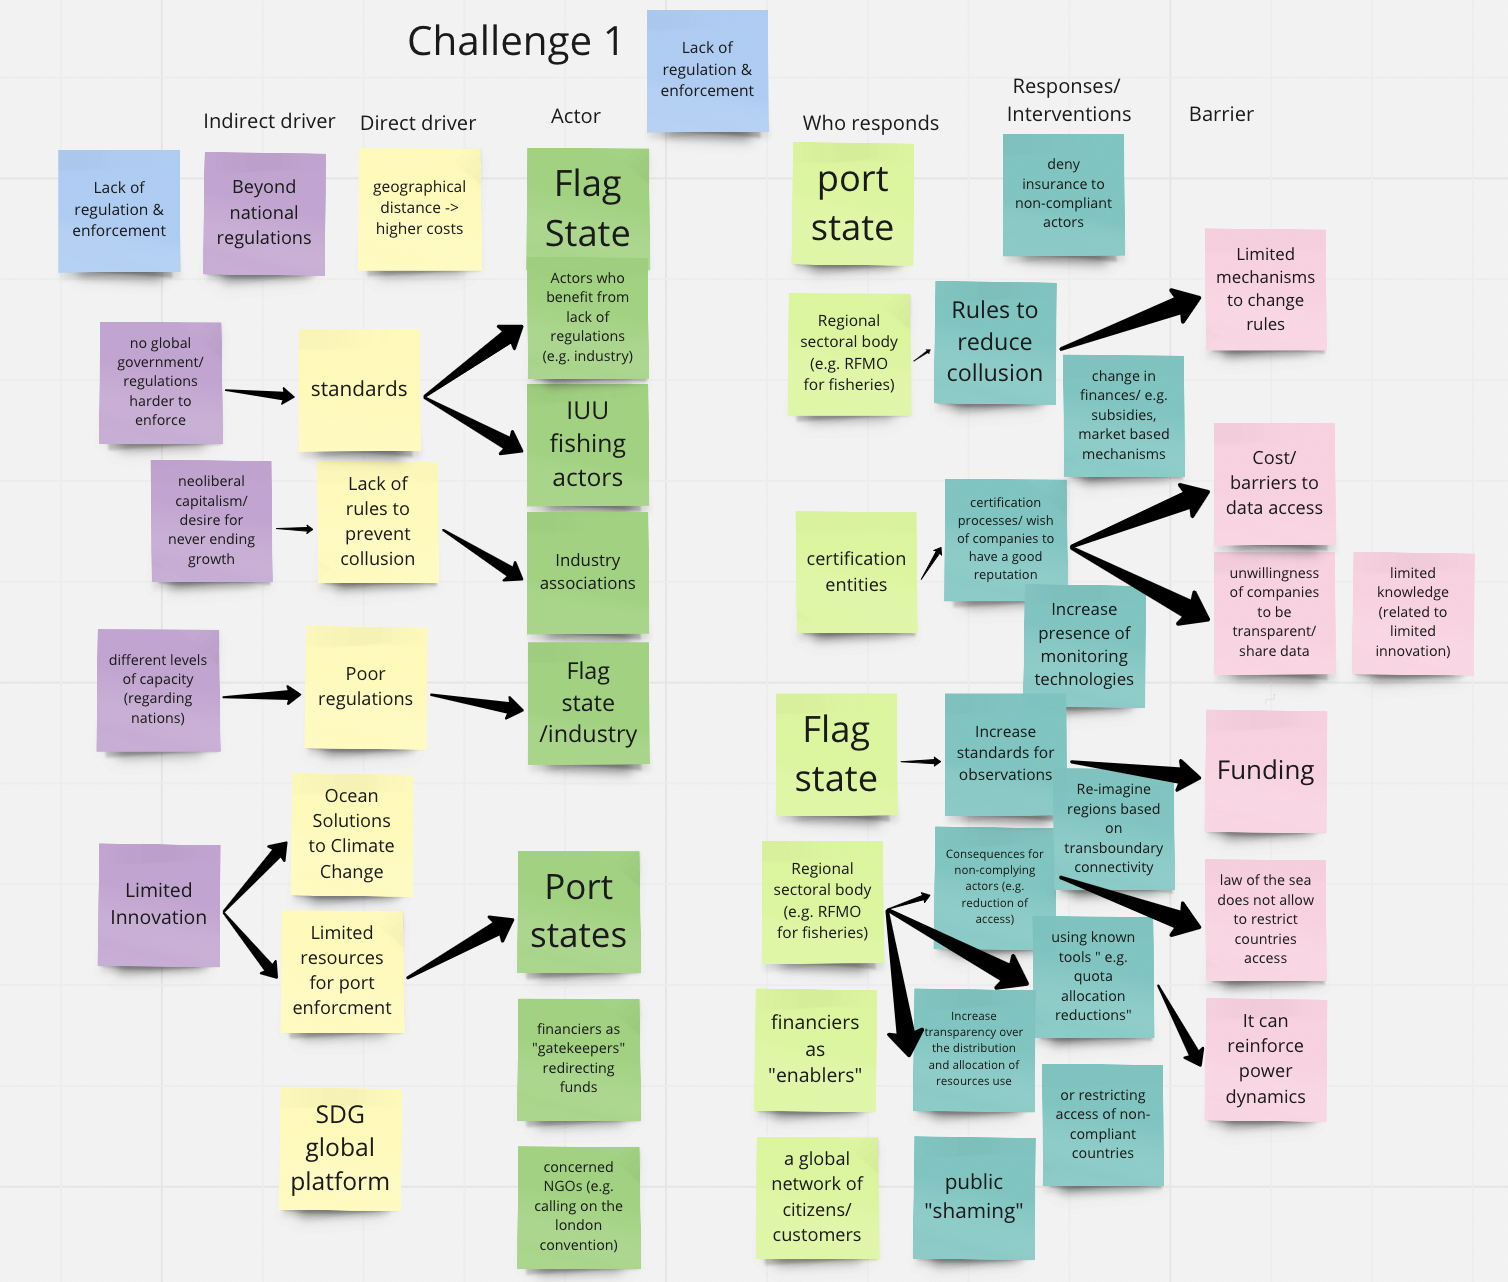 Challenge 1
Lack of
regulation &
enforcement
Indirect driver
Direct driver
Actor
Who responds
Responses/
Interventions
Barrier
Lack of
regulation &
enforcement
Beyond
national
regulations
geographical
distance ->
higher costs
Flag
State
Actors who
benefit from
lack of
regulations
(e.g. industry)
no global
government/
regulations
harder to
enforce
standards
IUU
fishing
actors
neoliberal
capitalism/
desire for
never ending
growth
Lack of
rules to
prevent
collusion
Industry
associations
different levels
of capacity
(regarding
nations)
Poor
regulations
Flag
state
/industry
Limited
Innovation
Ocean
Solutions
to Climate
Change
Limited
resources
for port
enforcment
Port
states
financiers as
"gatekeepers"
redirecting
funds
SDG
global
platform
concerned
NGOs (e.g.
calling on the
london
convention)
port
state
deny
insurance to
non-compliant
actors
Regional
sectoral body
(e.g. RFMO
for fisheries)
Rules to
reduce
collusion
Limited
mechanisms
to change
rules
change in
finances/ e.g.
subsidies,
market based
mechanisms
certification
entities
certification
processes/ wish
of companies to
have a good
reputation
Cost/
barriers to
data access
unwillingness
of companies
to be
transparent/
share data
limited
knowledge
(related to
limited
innovation)
Increase
presence of
monitoring
technologies
Flag
state
Increase
standards for
observations
Funding
Re-imagine
regions based
on
transboundary
connectivity
Regional
sectoral body
(e.g. RFMO
for fisheries)
Consequences for
non-complying
actors (e.g.
reduction of
access)
law of the sea
does not allow
to restrict
countries
access
using known
tools " e.g.
quota
allocation
reductions"
financiers
as
"enablers"
Increase
transparency over
the distribution
and allocation of
resources use
It can
reinforce
power
dynamics
or restricting
access of non-
compliant
countries
a global
network of
citizens/
customers
public
"shaming"